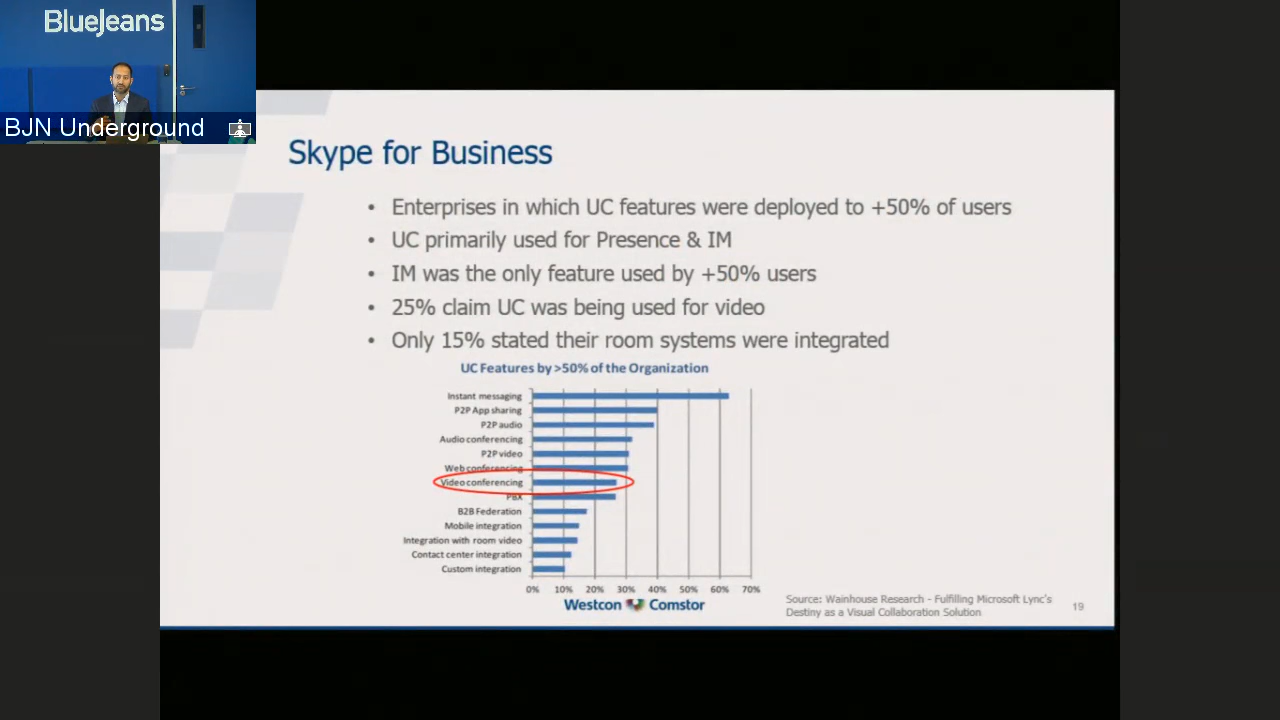 BlueJeans
BJN Underground
Skype for Business
• Enterprises in which UC features were deployed to +50% of users
• UC primarily used for Presence & IM
• IM was the only feature used by +50% users
• 25% claim UC was being used for video
• Only 15% stated their room systems were integrated
UC Features by >50% of the Organization
Instant messaging
P2P App sharing
P2P audio
Audio conferencing
P2P video
Web conferencing
Video conferencing
PBX
B2B Federation
Mobile integration
Integration with room video
Contact center integration
Custom integration
0% 10% 20% 30% 40% 50% 60% 70%
Westcon Comstor
Source: Wainhouse Research - Fulfilling Microsoft Lync's
Destiny as a Visual Collaboration Solution
19